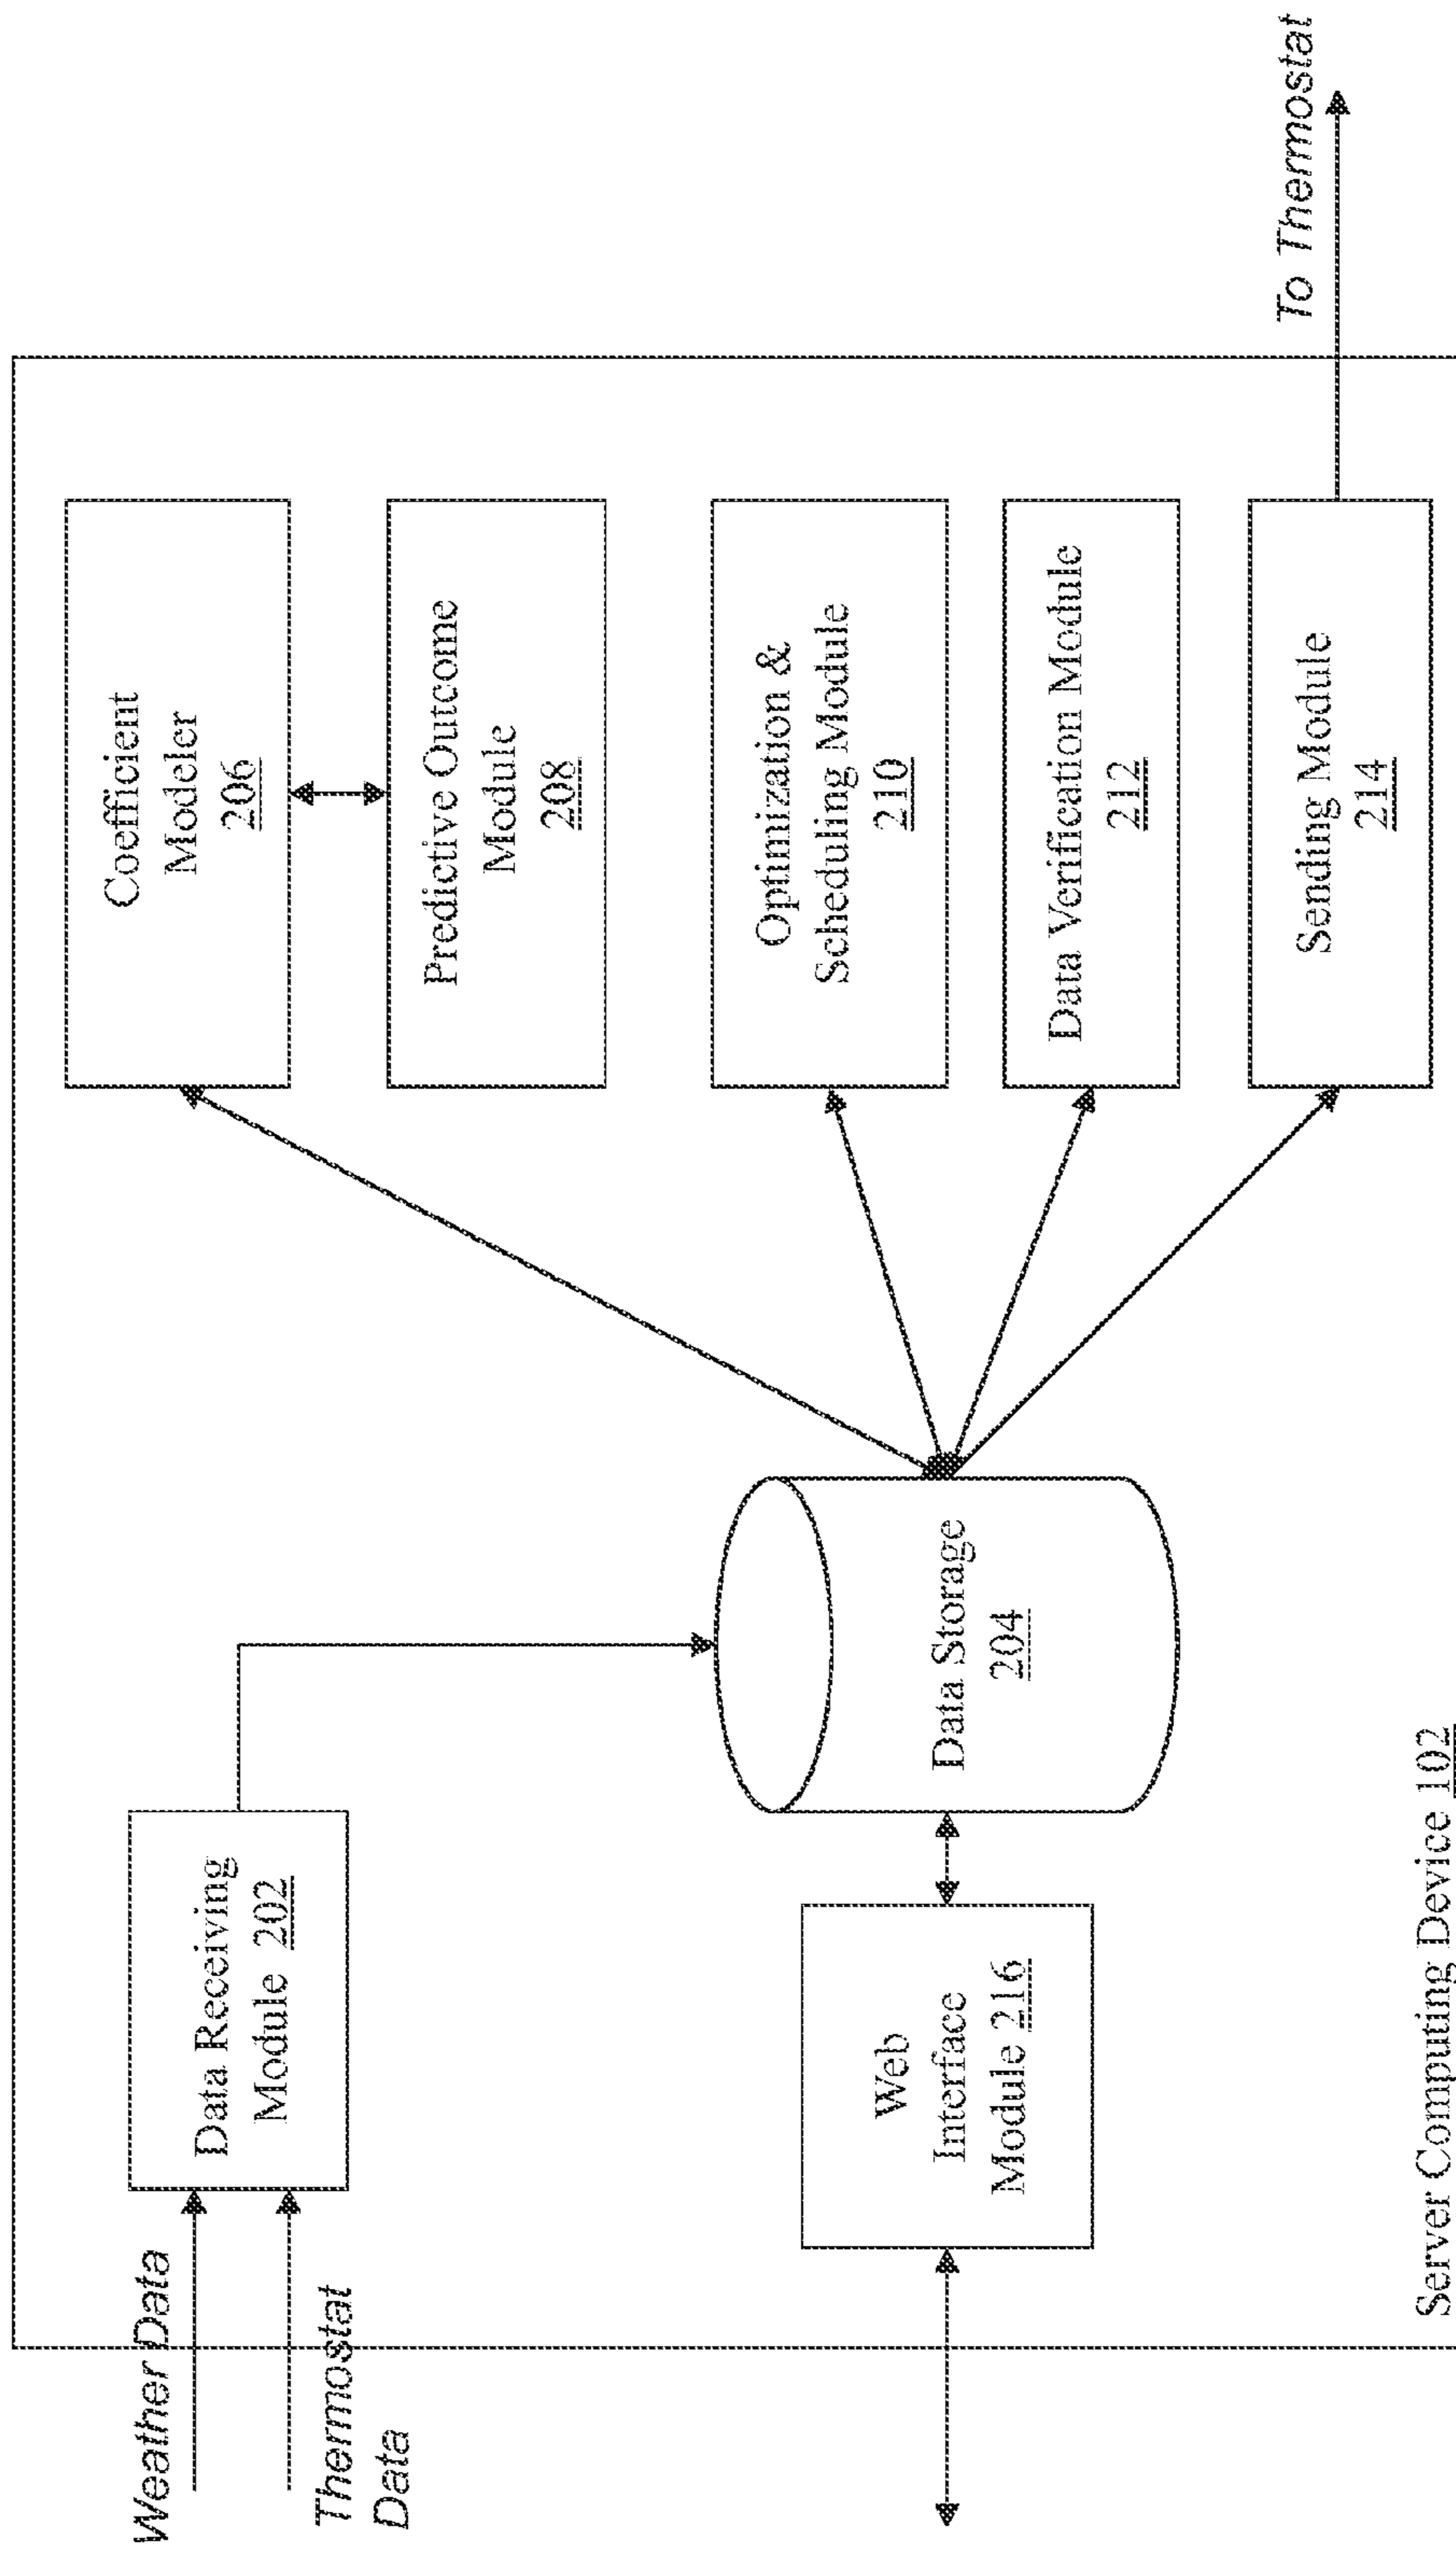 Weather Data
Thermostat
Data
Data Receiving
Module 202
Web
Interface
Module 216
Data Storage
204
Coefficient
Modeler
206
Predictive Outcome
Module
208
Optimization &
Scheduling Module
210
Data Verification Module
212
Sending Module
214
To Thermostat
Server Computing Device 102